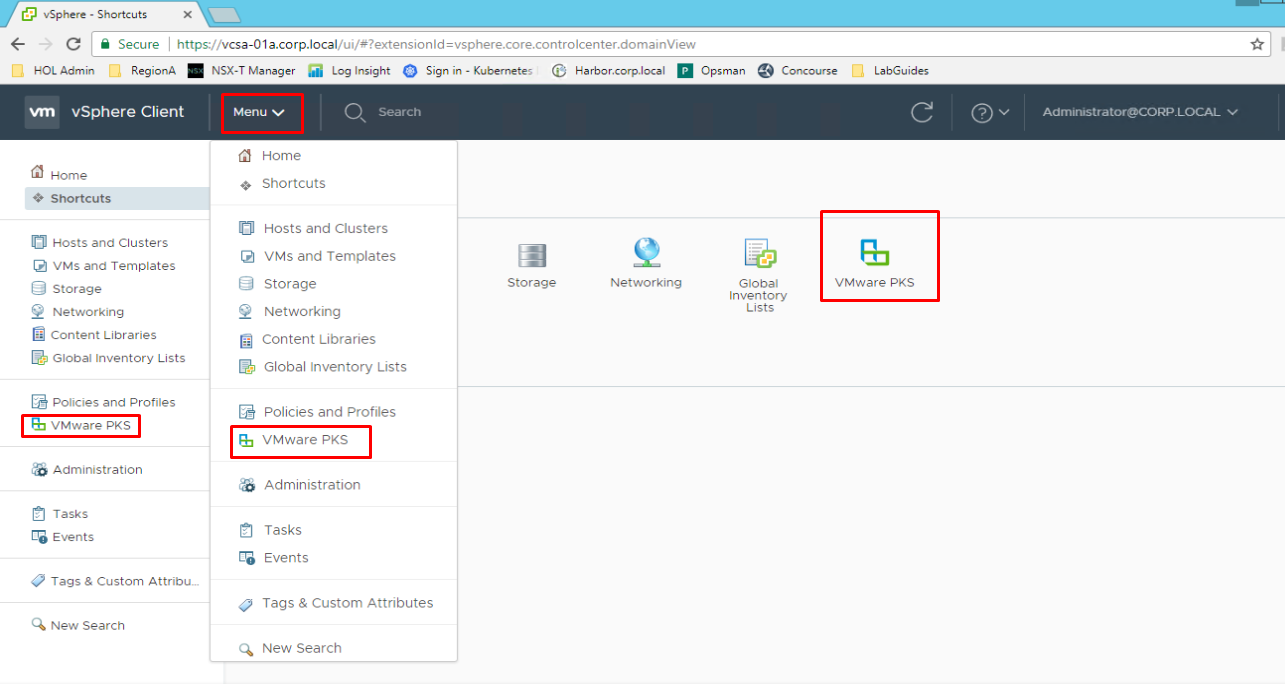 vSphere - Shortcuts
Secure
https://vcsa-01a.corp.local/ui/#?extensionId=vsphere.core.controlcenter.domainView
HOL Admin
RegionA
NSX
NSX-T Manager
Log Insight
Sign in - Kubernetes
Harbor.corp.local
P
Opsman
Concourse
LabGuides
vm
vSphere Client
Menu
Search
?
Administrator@CORP.LOCAL
Home
Shortcuts
Hosts and Clusters
VMs and Templates
Storage
Networking
Content Libraries
Global Inventory Lists
Policies and Profiles
VMware PKS
Administration
Tasks
Events
Tags & Custom Attribu...
New Search
Home
Shortcuts
Hosts and Clusters
VMs and Templates
Storage
Networking
Content Libraries
Global Inventory Lists
Policies and Profiles
VMware PKS
Administration
Tasks
Events
Tags & Custom Attributes
New Search
Storage
Networking
Global
Inventory
Lists
VMware PKS